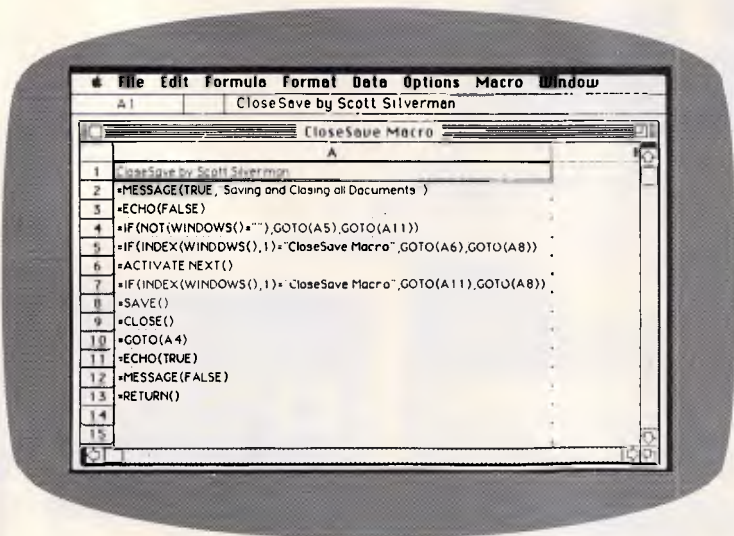 File Edit Formula Format Data Options Macro Window
A1 CloseSave by Scott Silverman
CloseSave Macro
A
1 CloseSave by Scott Silverman
2 =MESSAGE(TRUE,"Saving and Closing all Documents")
3 =ECHO(FALSE)
4 =IF(NOT(WINDOWS()=""),GOTO(A5),GOTO(A11))
5 =IF(INDEX(WINDOWS(),1)="CloseSave Macro",GOTO(A6),GOTO(A8))
6 =ACTIVATE NEXT()
7 =IF(INDEX(WINDOWS(),1)="CloseSave Macro",GOTO(A11),GOTO(A8))
8 =SAVE()
9 =CLOSE()
10 =GOTO(A4)
11 =ECHO(TRUE)
12 =MESSAGE(FALSE)
13 =RETURN()
14
15